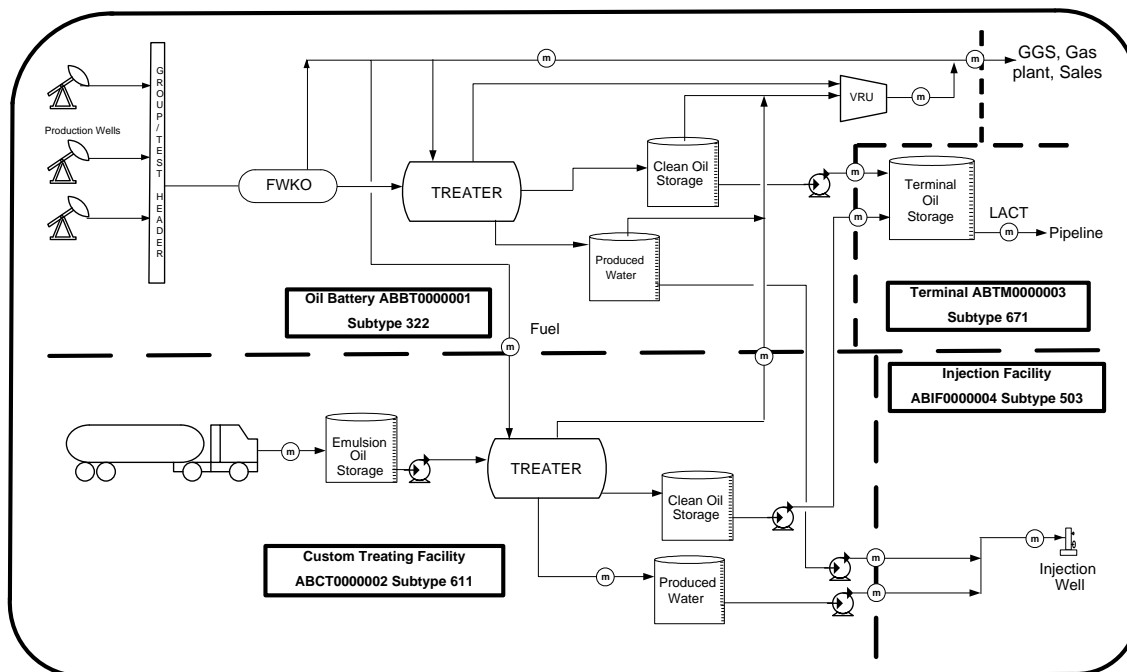 m
m
GGS, Gas
plant, Sales
GROUP/TEST HEADER
VRU
m
Production Wells
Clean Oil
Storage
FWKO
TREATER
m
Terminal
Oil
Storage
m
LACT
m
Pipeline
Produced
Water
Oil Battery ABBT0000001
Subtype 322
Terminal ABTM0000003
Subtype 671
Fuel
m
m
Injection Facility
ABIF0000004 Subtype 503
Emulsion
Oil
Storage
m
TREATER
Clean Oil
Storage
Custom Treating Facility
ABCT0000002 Subtype 611
m
m
Injection
Well
m
Produced
Water
m